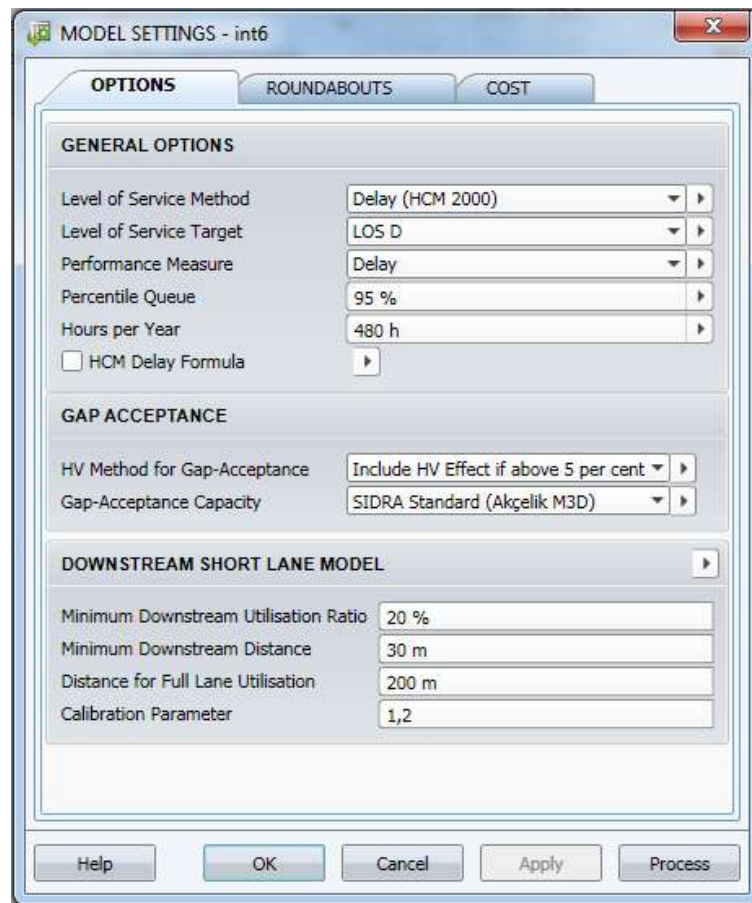 MODEL SETTINGS - int6
OPTIONS ROUNDABOUTS COST
GENERAL OPTIONS
Level of Service Method Delay (HCM 2000)
Level of Service Target LOS D
Performance Measure Delay
Percentile Queue 95 %
Hours per Year 480 h
HCM Delay Formula
GAP ACCEPTANCE
HV Method for Gap-Acceptance Include HV Effect if above 5 per cent
Gap-Acceptance Capacity SIDRA Standard (Akçelik M3D)
DOWNSTREAM SHORT LANE MODEL
Minimum Downstream Utilisation Ratio 20 %
Minimum Downstream Distance 30 m
Distance for Full Lane Utilisation 200 m
Calibration Parameter 1,2
Help OK Cancel Apply Process